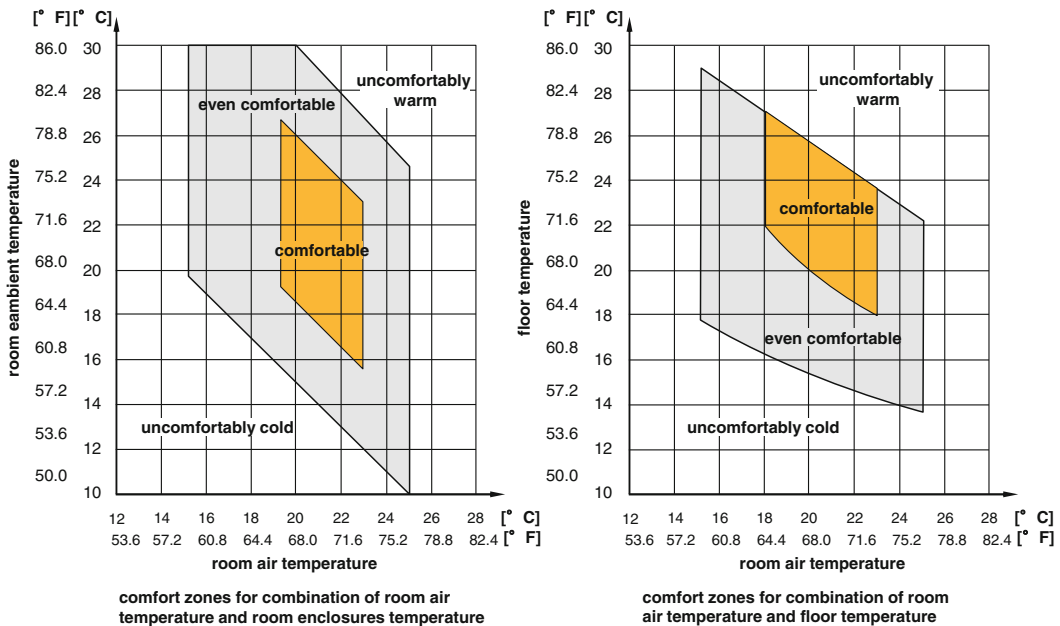 [° F] [° C]
86.0 30
82.4 28
78.8 26
75.2 24
71.6 22
68.0 20
64.4 18
60.8 16
57.2 14
53.6 12
50.0 10
room eambient temperature
uncomfortably
warm
even comfortable
comfortable
uncomfortably cold
12 14 16 18 20 22 24 26 28 [° C]
53.6 57.2 60.8 64.4 68.0 71.6 75.2 78.8 82.4 [° F]
room air temperature
comfort zones for combination of room air
temperature and room enclosures temperature
[° F] [° C]
86.0 30
82.4 28
78.8 26
75.2 24
71.6 22
68.0 20
64.4 18
60.8 16
57.2 14
53.6 12
50.0 10
floor temperature
uncomfortably
warm
comfortable
even comfortable
uncomfortably cold
12 14 16 18 20 22 24 26 28 [° C]
53.6 57.2 60.8 64.4 68.0 71.6 75.2 78.8 82.4 [° F]
room air temperature
comfort zones for combination of room
air temperature and floor temperature